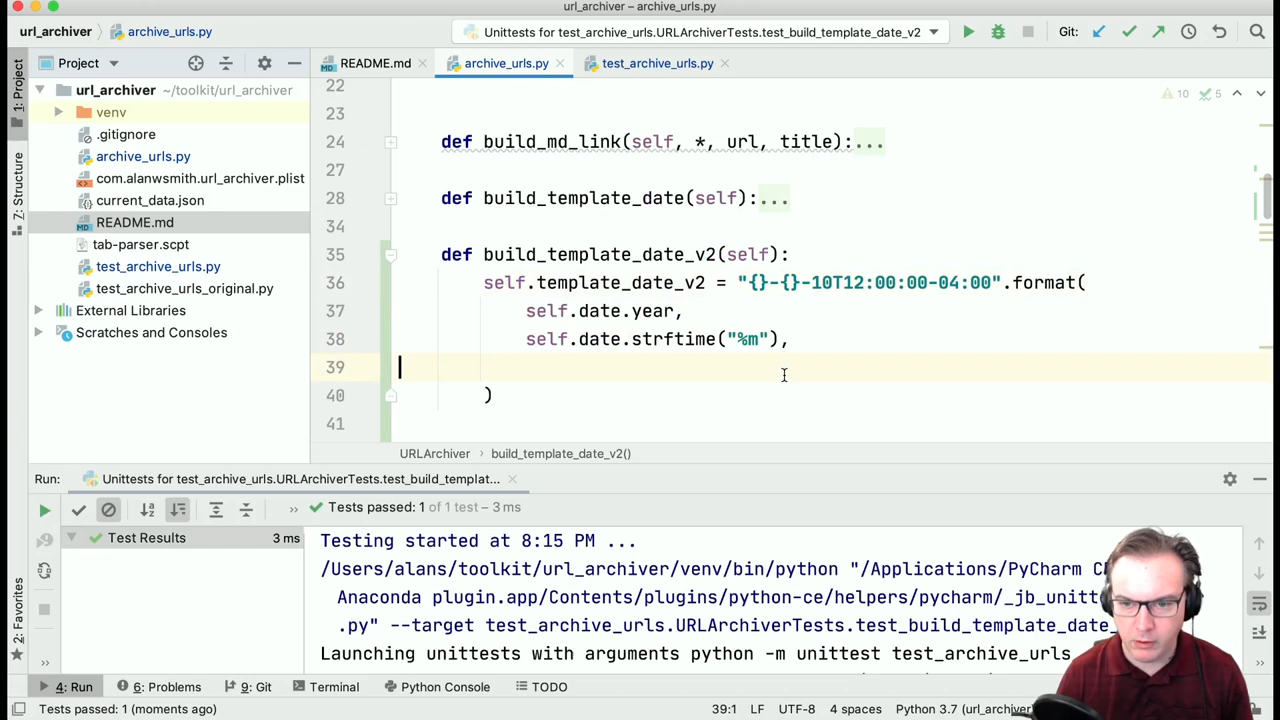 url_archiver – archive_urls.py
url_archiver archive_urls.py Unittests for test_archive_urls.URLArchiverTests.test_build_template_date_v2 Git:
1: Project
7: Structure
2: Favorites
Project
url_archiver ~/toolkit/url_archiver
venv
.gitignore
archive_urls.py
com.alanwsmith.url_archiver.plist
current_data.json
README.md
tab-parser.scpt
test_archive_urls.py
test_archive_urls_original.py
External Libraries
Scratches and Consoles
README.md archive_urls.py test_archive_urls.py
10 5
22
23
24 def build_md_link(self, *, url, title):...
27
28 def build_template_date(self):...
34
35 def build_template_date_v2(self):
36 self.template_date_v2 = "{}-{}-10T12:00:00-04:00".format(
37 self.date.year,
38 self.date.strftime("%m"),
39
40 )
41
URLArchiver › build_template_date_v2()
Run: Unittests for test_archive_urls.URLArchiverTests.test_build_templat...
Tests passed: 1 of 1 test – 3 ms
Test Results 3 ms
Testing started at 8:15 PM ...
/Users/alans/toolkit/url_archiver/venv/bin/python "/Applications/PyCharm
Anaconda plugin.app/Contents/plugins/python-ce/helpers/pycharm/_jb_unitt
.py" --target test_archive_urls.URLArchiverTests.test_build_template_date_
Launching unittests with arguments python -m unittest test_archive_urls
4: Run 6: Problems 9: Git Terminal Python Console TODO
Tests passed: 1 (moments ago) 39:1 LF UTF-8 4 spaces Python 3.7 (url_archiver)